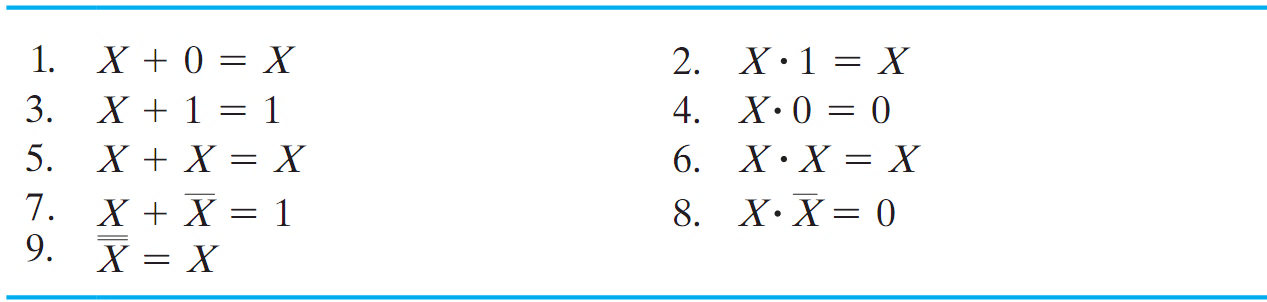 1. X + 0 = X
2. X · 1 = X
3. X + 1 = 1
4. X · 0 = 0
5. X + X = X
6. X · X = X
7. X + X̅ = 1
8. X · X̅ = 0
9. X̿ = X